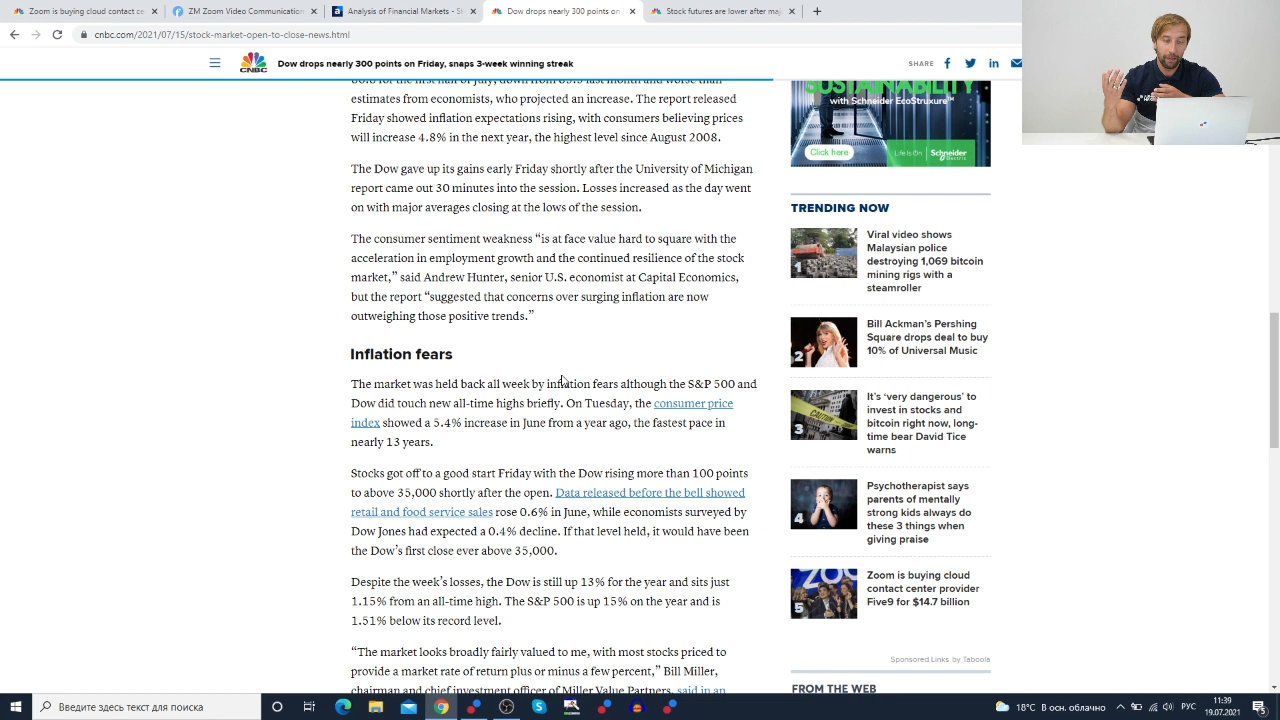 Zoom is buying cloud cont
ZM Zoom Video Communica
Inflation of Financial Markets - St
Dow drops nearly 300 points on
Stock futures are lower after maj
cnbc.com/2021/07/15/stock-market-open-to-close-news.html
CNBC
Dow drops nearly 300 points on Friday, snaps 3-week winning streak
SHARE
80.8 for the first half of July, down from 85.5 last month and worse than
estimates from economists, who projected an increase. The report released
Friday showed inflation expectations rising, with consumers believing prices
will increase 4.8% in the next year, the highest level since August 2008.
The Dow gave up its gains early Friday shortly after the University of Michigan
report came out 30 minutes into the session. Losses increased as the day went
on with major averages closing at the lows of the session.
The consumer sentiment weakness “is at face value hard to square with the
acceleration in employment growth and the continued resilience of the stock
market,” said Andrew Hunter, senior U.S. economist at Capital Economics,
but the report “suggested that concerns over surging inflation are now
outweighing those positive trends.”
Inflation fears
The market was held back all week by inflation fears although the S&P 500 and
Dow did touch new all-time highs briefly. On Tuesday, the consumer price
index showed a 5.4% increase in June from a year ago, the fastest pace in
nearly 13 years.
Stocks got off to a good start Friday with the Dow rising more than 100 points
to above 35,000 shortly after the open. Data released before the bell showed
retail and food service sales rose 0.6% in June, while economists surveyed by
Dow Jones had expected a 0.4% decline. If that level held, it would have been
the Dow’s first close ever above 35,000.
Despite the week’s losses, the Dow is still up 13% for the year and sits just
1.15% from an all-time high. The S&P 500 is up 15% on the year and is
1.51% below its record level.
“The market looks broadly fairly valued to me, with most stocks priced to
provide a market rate of return plus or minus a few percent,” Bill Miller,
chairman and chief investment officer of Miller Value Partners, said in an
SUSTAINABILITY
with Schneider EcoStruxure™
Click here
Life Is On
Schneider
Electric
TRENDING NOW
1
Viral video shows
Malaysian police
destroying 1,069 bitcoin
mining rigs with a
steamroller
2
Bill Ackman’s Pershing
Square drops deal to buy
10% of Universal Music
3
It’s ‘very dangerous’ to
invest in stocks and
bitcoin right now, long-
time bear David Tice
warns
4
Psychotherapist says
parents of mentally
strong kids always do
these 3 things when
giving praise
5
Zoom is buying cloud
contact center provider
Five9 for $14.7 billion
Sponsored Links by Taboola
FROM THE WEB
Введите здесь текст для поиска
18°C В осн. облачно
РУС
11:39
19.07.2021